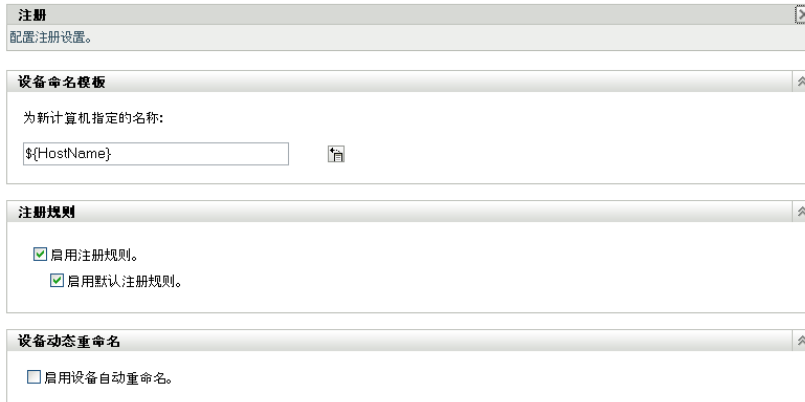 注册
配置注册设置。
设备命名模板
为新计算机指定的名称:
${HostName}
注册规则
启用注册规则。
启用默认注册规则。
设备动态重命名
启用设备自动重命名。